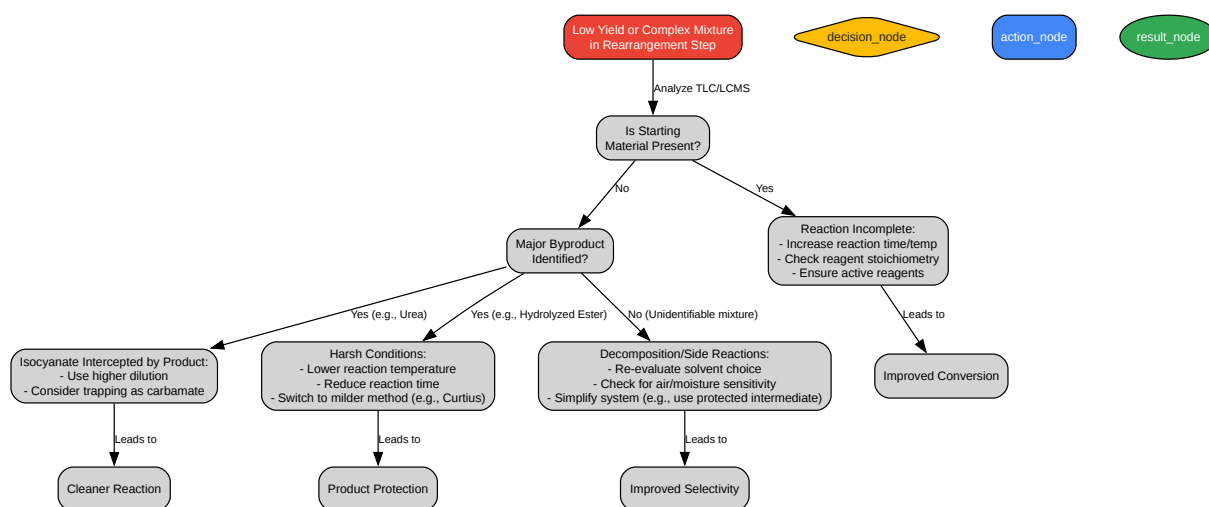 Low Yield or Complex Mixture
in Rearrangement Step
decision_node
action_node
result_node
Analyze TLC/LCMS
Is Starting
Material Present?
No
Yes
Major Byproduct
Identified?
Reaction Incomplete:
- Increase reaction time/temp
- Check reagent stoichiometry
- Ensure active reagents
Yes (e.g., Urea)
Yes (e.g., Hydrolyzed Ester)
No (Unidentifiable mixture)
Leads to
Isocyanate Intercepted by Product:
- Use higher dilution
- Consider trapping as carbamate
Harsh Conditions:
- Lower reaction temperature
- Reduce reaction time
- Switch to milder method (e.g., Curtius)
Decomposition/Side Reactions:
- Re-evaluate solvent choice
- Check for air/moisture sensitivity
- Simplify system (e.g., use protected intermediate)
Improved Conversion
Leads to
Leads to
Leads to
Cleaner Reaction
Product Protection
Improved Selectivity